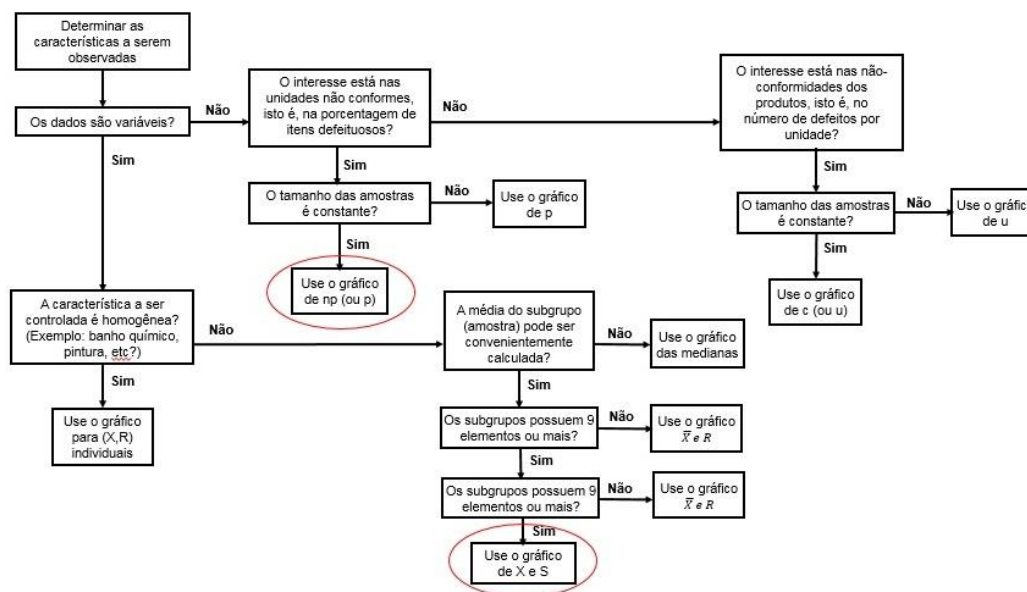 Determinar as
características a serem
observadas
Os dados são variáveis?
Não
Sim
O interesse está nas
unidades não conformes,
isto é, na porcentagem de
itens defeituosos?
Não
Sim
O interesse está nas não-
conformidades dos
produtos, isto é, no
número de defeitos por
unidade?
Sim
O tamanho das amostras
é constante?
Não
Use o gráfico
de p
Sim
Use o gráfico
de np (ou p)
O tamanho das amostras
é constante?
Não
Use o gráfico
de u
Sim
Use o gráfico
de c (ou u)
A característica a ser
controlada é homogênea?
(Exemplo: banho químico,
pintura, etc?)
Não
Sim
Use o gráfico
para (X,R)
individuais
A média do subgrupo
(amostra) pode ser
convenientemente
calculada?
Não
Use o gráfico
das medianas
Sim
Os subgrupos possuem 9
elementos ou mais?
Não
Use o gráfico
X̅ e R
Sim
Os subgrupos possuem 9
elementos ou mais?
Não
Use o gráfico
X̅ e R
Sim
Use o gráfico
de X e S